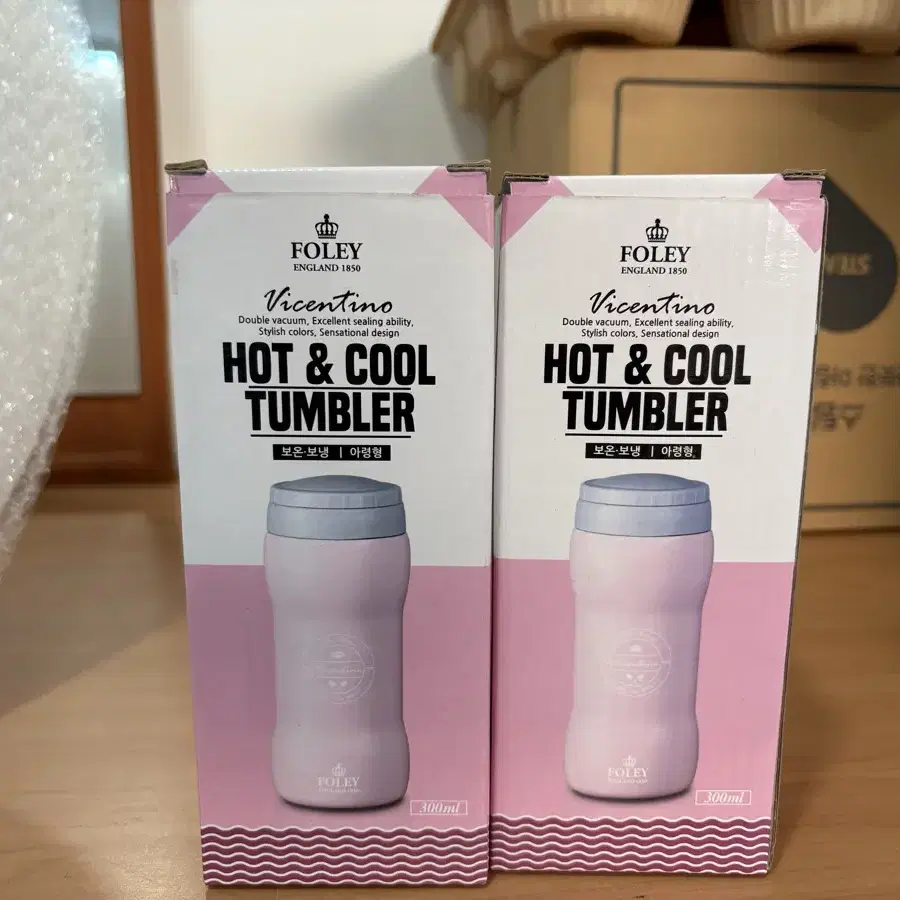 FOLEY
ENGLAND 1850
Vicentino
Double vacuum, Excellent sealing ability,
Stylish colors, Sensational design
HOT & COOL
TUMBLER
보온·보냉 | 아령형
FOLEY
300ml
FOLEY
ENGLAND 1850
Vicentino
Double vacuum, Excellent sealing ability,
Stylish colors, Sensational design
HOT & COOL
TUMBLER
보온·보냉 | 아령형
FOLEY
300ml